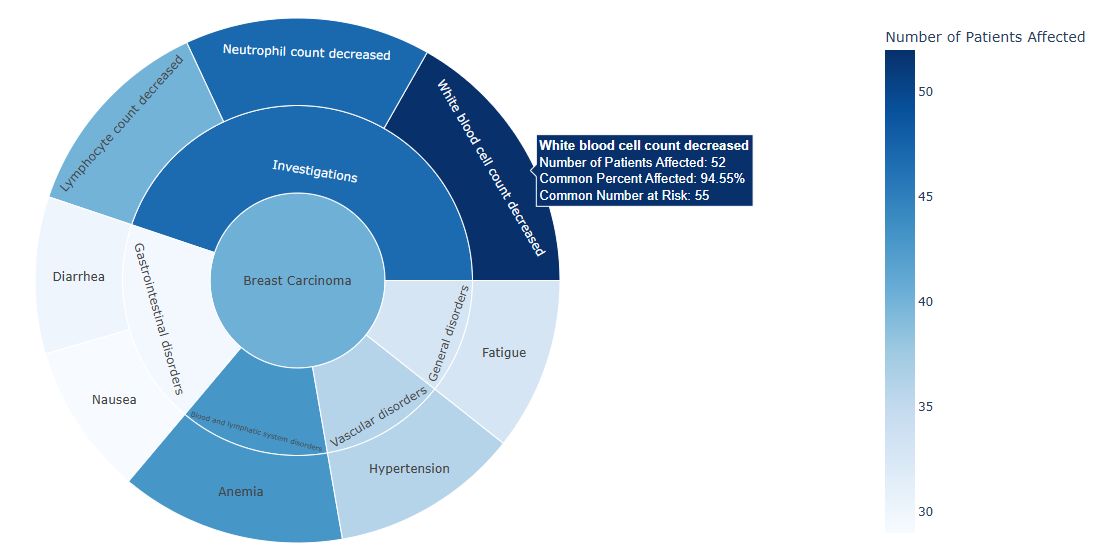 Number of Patients Affected
Neutrophil count decreased
Lymphocyte count decreased
White blood cell count decreased
White blood cell count decreased
Number of Patients Affected: 52
Common Percent Affected: 94.55%
Common Number at Risk: 55
Investigations
Diarrhea
Gastrointestinal disorders
Breast Carcinoma
General disorders
Fatigue
Nausea
Blood and lymphatic system disorders
Vascular disorders
Hypertension
Anemia
50
45
40
35
30